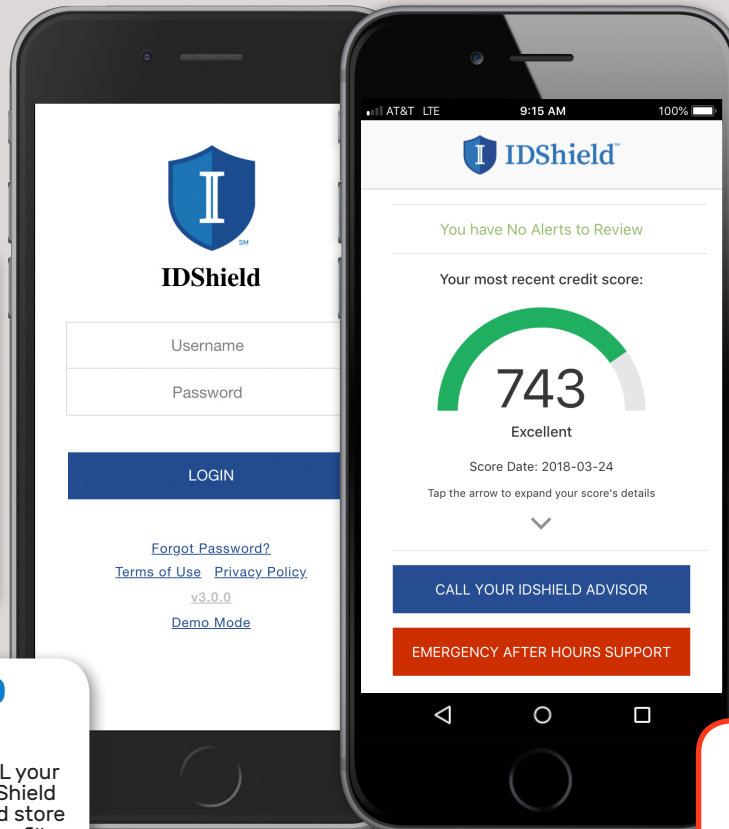 I
SM
IDShield
Username
Password
LOGIN
Forgot Password?
Terms of Use Privacy Policy
v3.0.0
Demo Mode
L your
Shield
d store
AT&T LTE 9:15 AM 100%
I IDShield™
You have No Alerts to Review
Your most recent credit score:
743
Excellent
Score Date: 2018-03-24
Tap the arrow to expand your score's details
CALL YOUR IDSHIELD ADVISOR
EMERGENCY AFTER HOURS SUPPORT